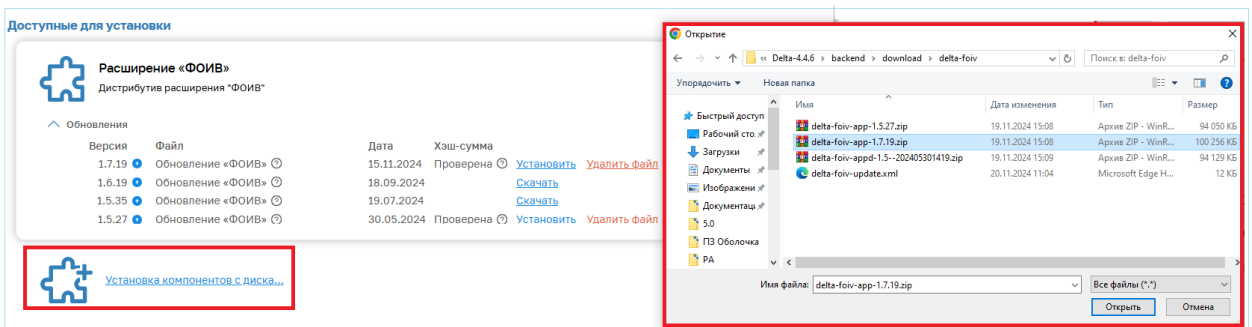 Доступные для установки
Расширение «ФОИВ»
Дистрибутив расширения "ФОИВ"
Обновления
Версия Файл Дата Хэш-сумма
1.7.19 Обновление «ФОИВ» 15.11.2024 Проверена Установить Удалить файл
1.6.19 Обновление «ФОИВ» 18.09.2024 Скачать
1.5.35 Обновление «ФОИВ» 19.07.2024 Скачать
1.5.27 Обновление «ФОИВ» 30.05.2024 Проверена Установить Удалить файл
Установка компонентов с диска...
Открытие
« Delta-4.4.6 › backend › download › delta-foiv
Поиск в: delta-foiv
Упорядочить Новая папка
Быстрый доступ
Рабочий сто
Загрузки
Документы
Изображени
Документаци
5.0
ПЗ Оболочка
РА
Имя Дата изменения Тип Размер
delta-foiv-app-1.5.27.zip 19.11.2024 15:08 Архив ZIP - WinR... 94 050 КБ
delta-foiv-app-1.7.19.zip 19.11.2024 15:08 Архив ZIP - WinR... 100 256 КБ
delta-foiv-appd-1.5--202405301419.zip 19.11.2024 15:09 Архив ZIP - WinR... 94 129 КБ
delta-foiv-update.xml 20.11.2024 11:04 Microsoft Edge H... 12 КБ
Имя файла: delta-foiv-app-1.7.19.zip Все файлы (*.*)
Открыть Отмена